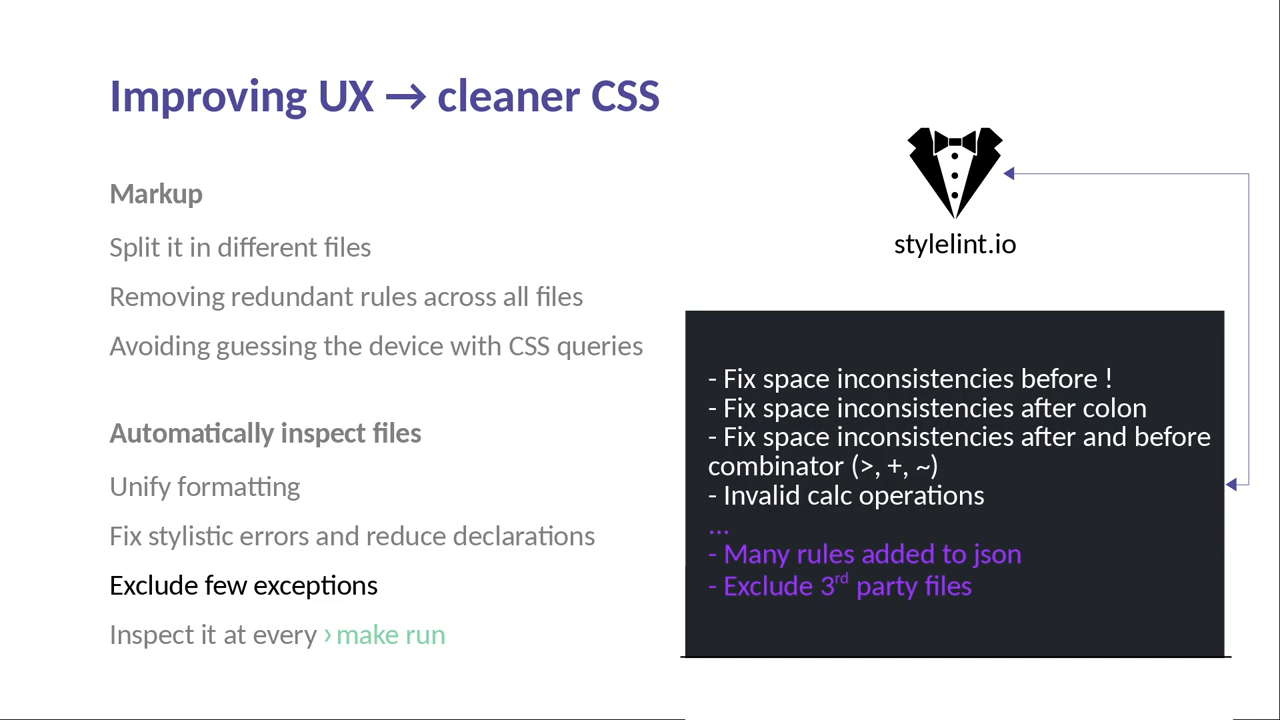 Improving UX → cleaner CSS
Markup
Split it in different files
Removing redundant rules across all files
Avoiding guessing the device with CSS queries
Automatically inspect files
Unify formatting
Fix stylistic errors and reduce declarations
Exclude few exceptions
Inspect it at every › make run
stylelint.io
- Fix space inconsistencies before !
- Fix space inconsistencies after colon
- Fix space inconsistencies after and before
combinator (>, +, ~)
- Invalid calc operations
...
- Many rules added to json
- Exclude 3rd party files